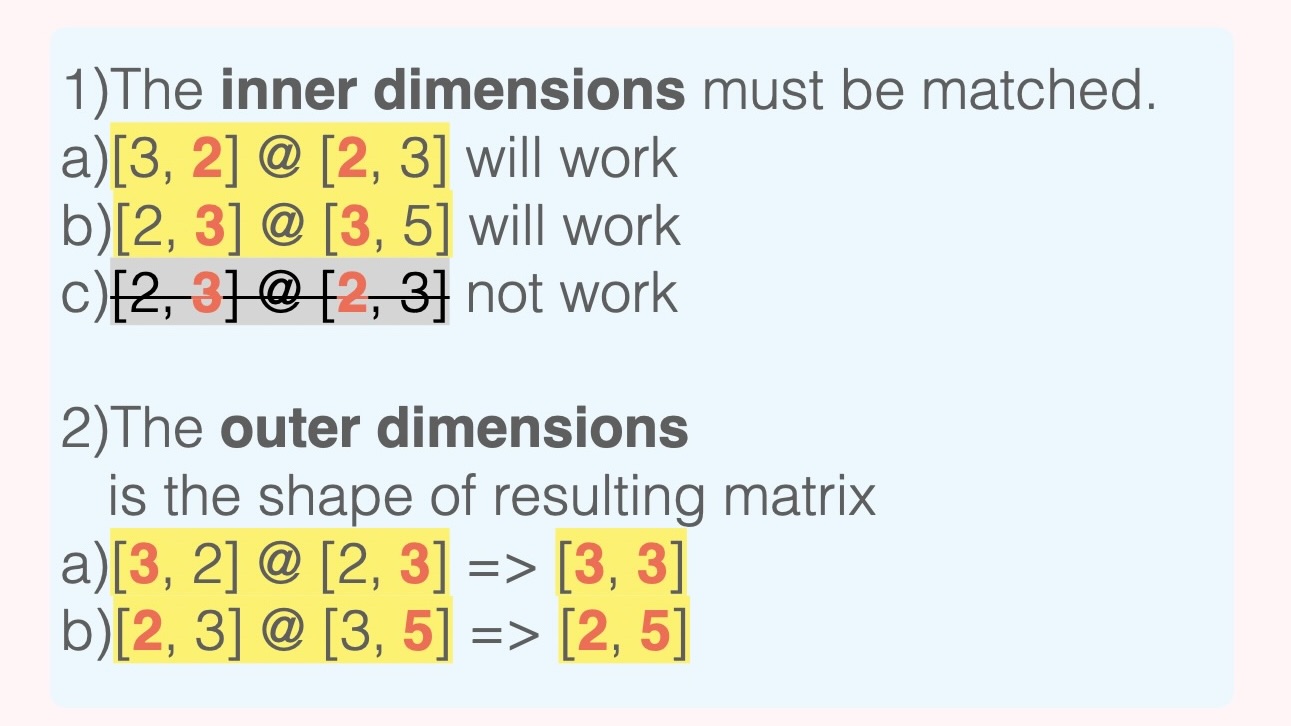 1)The inner dimensions must be matched.
a)[3, 2] @ [2, 3] will work
b)[2, 3] @ [3, 5] will work
c)[2, 3] @ [2, 3] not work
2)The outer dimensions
is the shape of resulting matrix
a)[3, 2] @ [2, 3] => [3, 3]
b)[2, 3] @ [3, 5] => [2, 5]